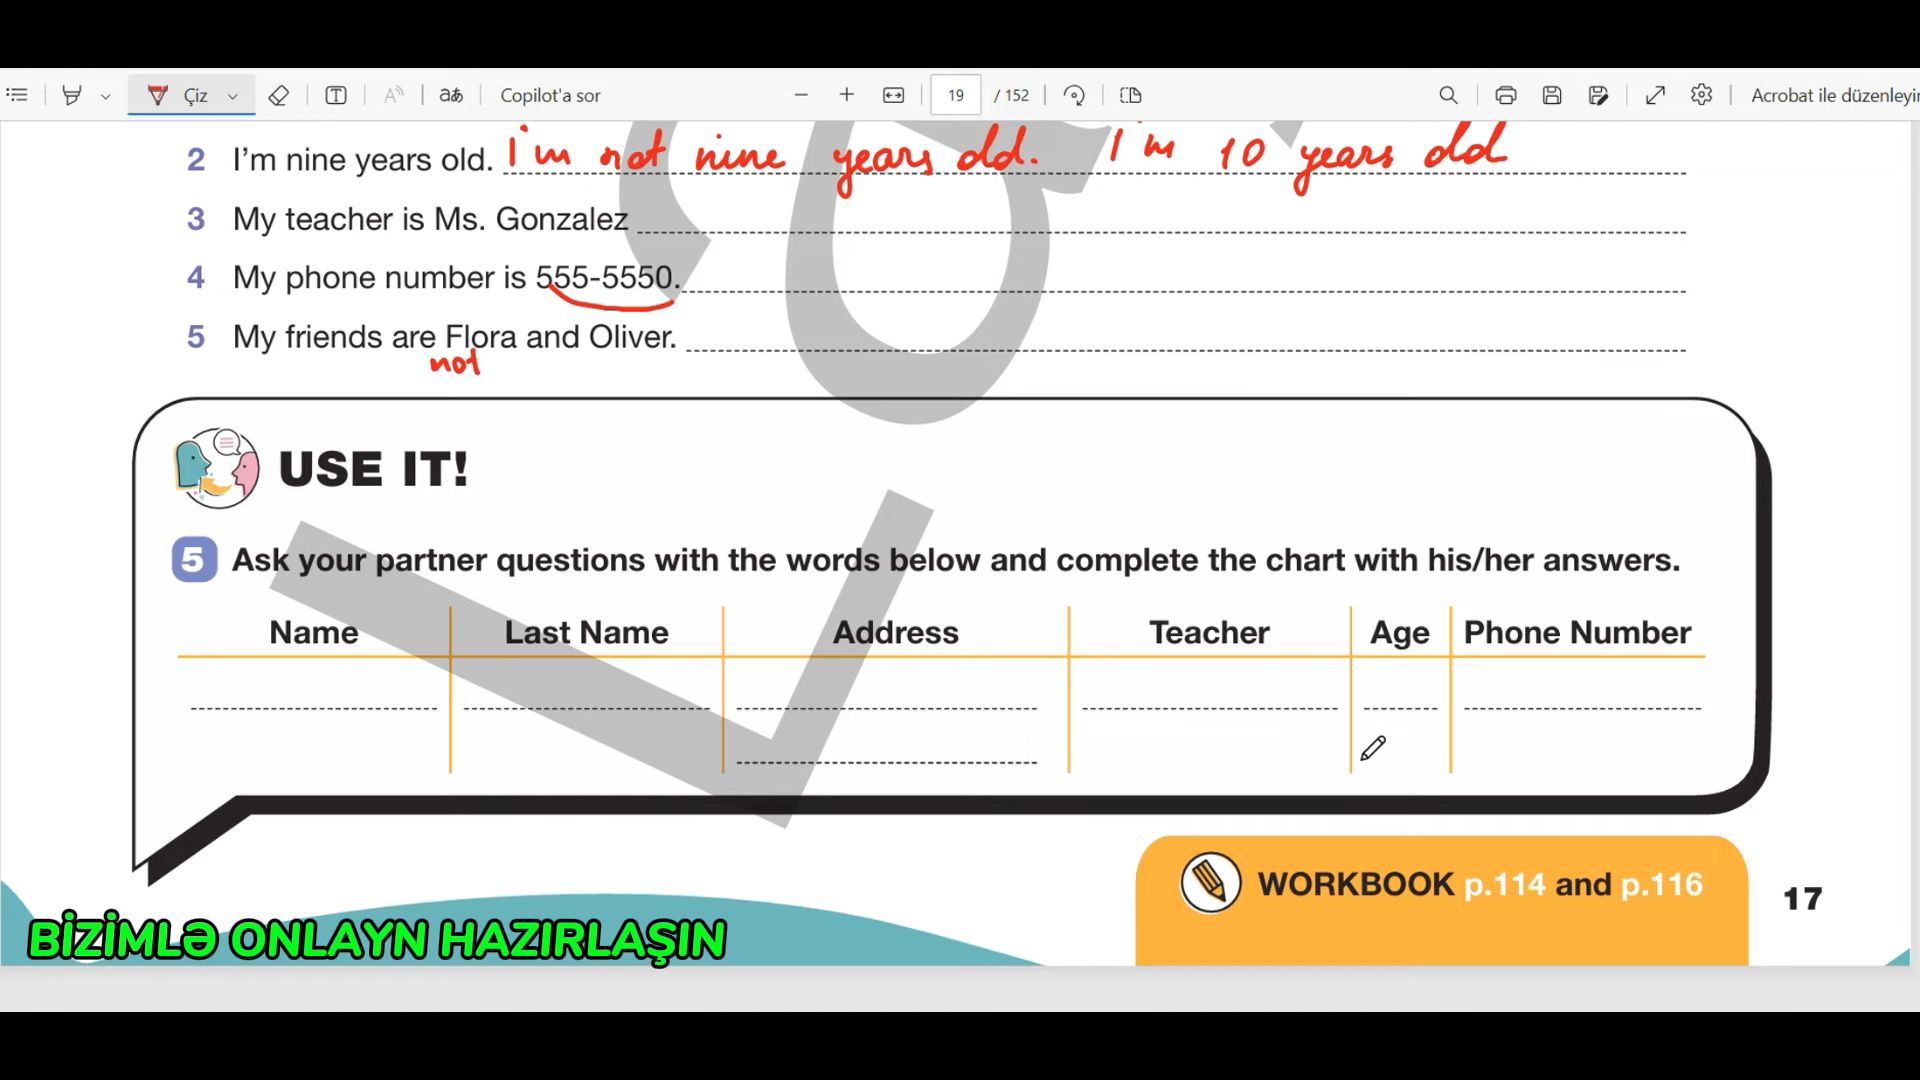 Çiz
Copilot'a sor
19 / 152
Acrobat ile düzenleyi
2 I'm nine years old. I'm not nine years old. I'm 10 years old
3 My teacher is Ms. Gonzalez
4 My phone number is 555-5550.
5 My friends are Flora and Oliver.
not
USE IT!
5 Ask your partner questions with the words below and complete the chart with his/her answers.
Name Last Name Address Teacher Age Phone Number
WORKBOOK p.114 and p.116
17
BİZİMLƏ ONLAYN HAZIRLAŞIN